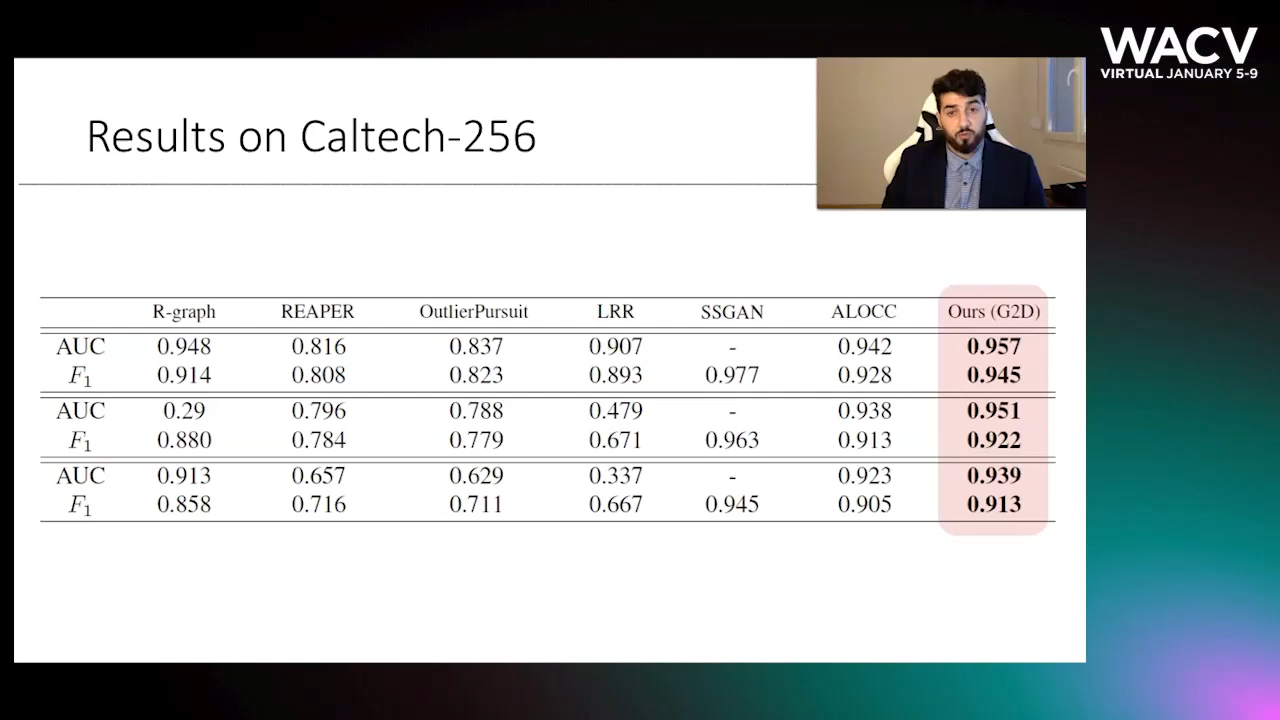 WACV
VIRTUAL JANUARY 5-9
Results on Caltech-256
R-graph REAPER OutlierPursuit LRR SSGAN ALOCC Ours (G2D)
AUC 0.948 0.816 0.837 0.907 - 0.942 0.957
F₁ 0.914 0.808 0.823 0.893 0.977 0.928 0.945
AUC 0.29 0.796 0.788 0.479 - 0.938 0.951
F₁ 0.880 0.784 0.779 0.671 0.963 0.913 0.922
AUC 0.913 0.657 0.629 0.337 - 0.923 0.939
F₁ 0.858 0.716 0.711 0.667 0.945 0.905 0.913